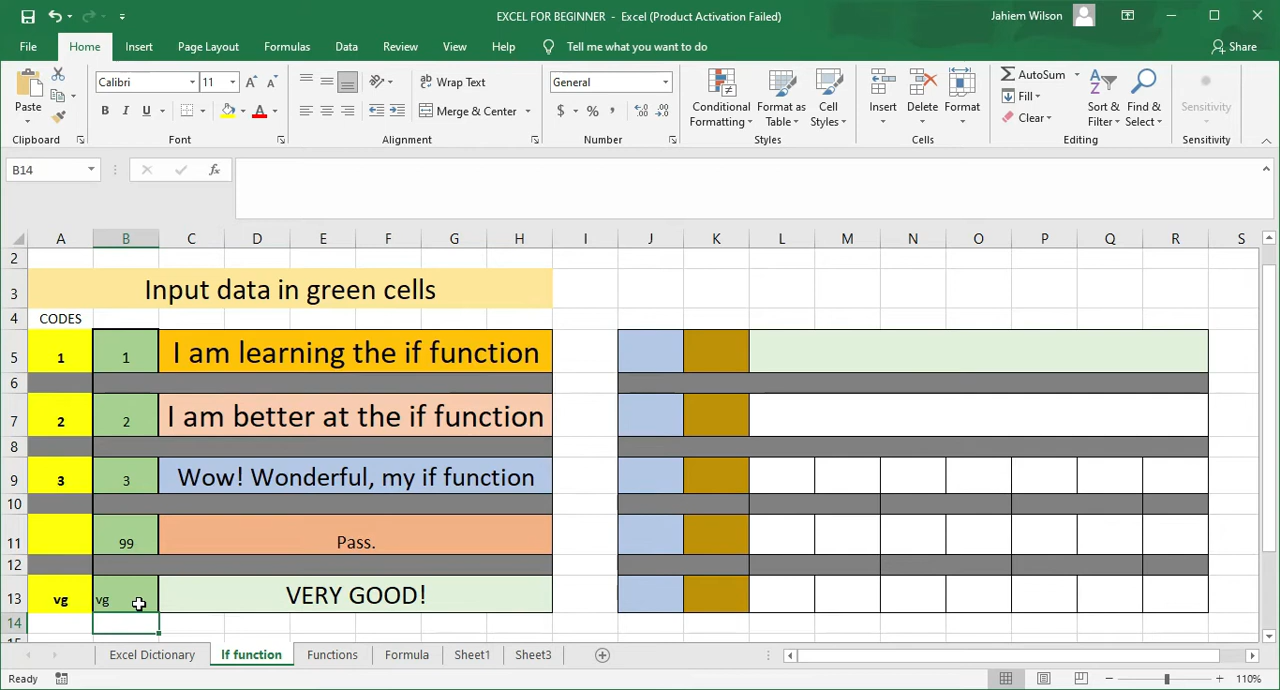 EXCEL FOR BEGINNER - Excel (Product Activation Failed)
Jahiem Wilson
File Home Insert Page Layout Formulas Data Review View Help Tell me what you want to do Share
Paste
Clipboard
Calibri 11
B I U
Font
Wrap Text
Merge & Center
Alignment
General
$ % ,
Number
Conditional Formatting
Format as Table
Cell Styles
Styles
Insert Delete Format
Cells
AutoSum
Fill
Clear
Sort & Filter
Find & Select
Editing
Sensitivity
Sensitivity
B14 fx
A B C D E F G H I J K L M N O P Q R S
2
3 Input data in green cells
4 CODES
5 1 1 I am learning the if function
6
7 2 2 I am better at the if function
8
9 3 3 Wow! Wonderful, my if function
10
11 99 Pass.
12
13 vg vg VERY GOOD!
14
Excel Dictionary If function Functions Formula Sheet1 Sheet3
Ready 110%